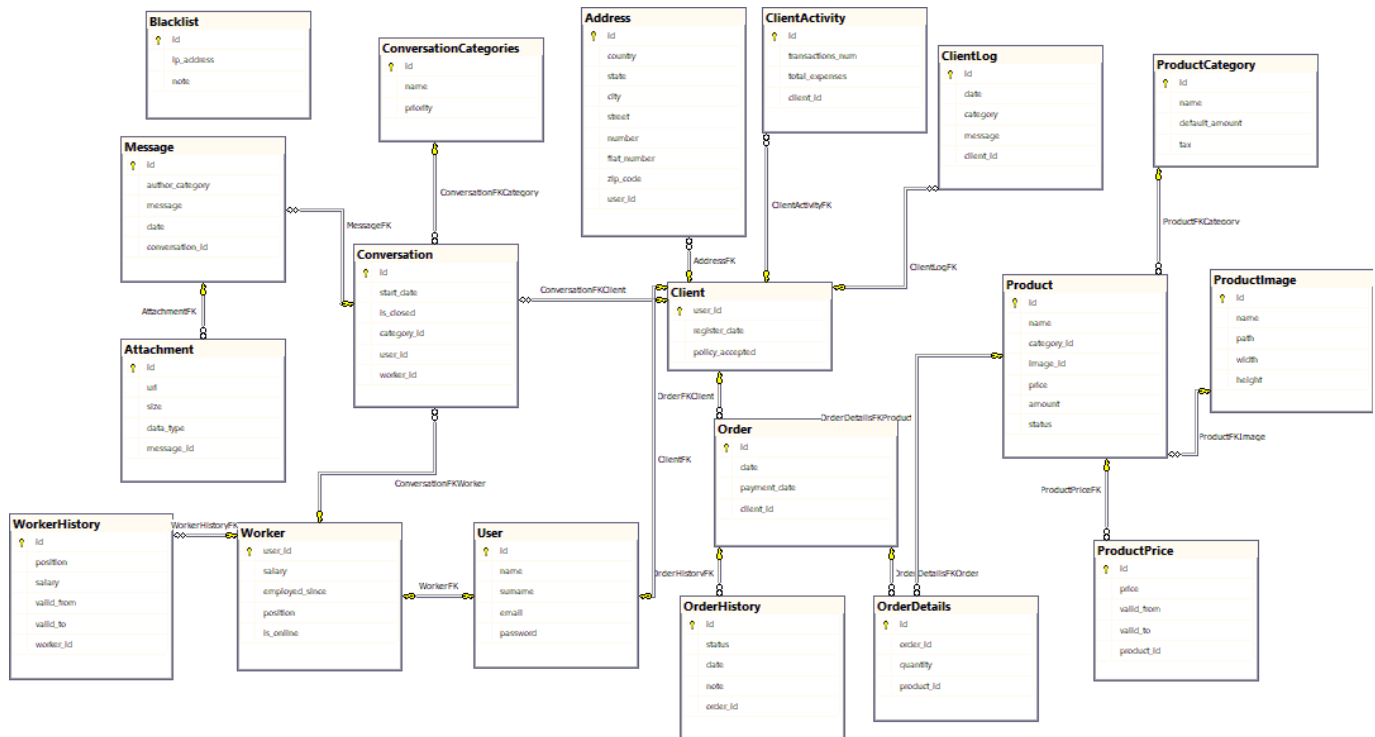 Blacklist
Id
ip_address
note
ConversationCategories
Id
name
priority
Address
Id
country
state
city
street
number
flat_number
zip_code
user_id
ClientActivity
Id
transactions_num
total_expenses
client_id
ClientLog
Id
date
category
message
client_id
ProductCategory
Id
name
default_amount
tax
Message
Id
author_category
message
date
conversation_id
ConversationFKCategory
MessageFK
ClientActivityFK
ProductFKCategory
Conversation
Id
start_date
is_closed
category_id
user_id
worker_id
AddressFK
ClientLogFK
ConversationFKClient
Client
user_id
register_date
policy_accepted
Product
Id
name
category_id
image_id
price
amount
status
ProductImage
Id
name
path
width
height
AttachmentFK
Attachment
Id
url
size
data_type
message_id
OrderFKClient
OrderDetailsFKProduct
Order
Id
date
payment_date
client_id
ProductFKImage
ClientFK
ConversationFKWorker
ProductPriceFK
WorkerHistory
Id
position
salary
valid_from
valid_to
worker_id
WorkerHistoryFK
Worker
user_id
salary
employed_since
position
is_online
WorkerFK
User
Id
name
surname
email
password
OrderHistoryFK
OrderDetailsFKOrder
OrderHistory
Id
status
date
note
order_id
OrderDetails
Id
order_id
quantity
product_id
ProductPrice
Id
price
valid_from
valid_to
product_id